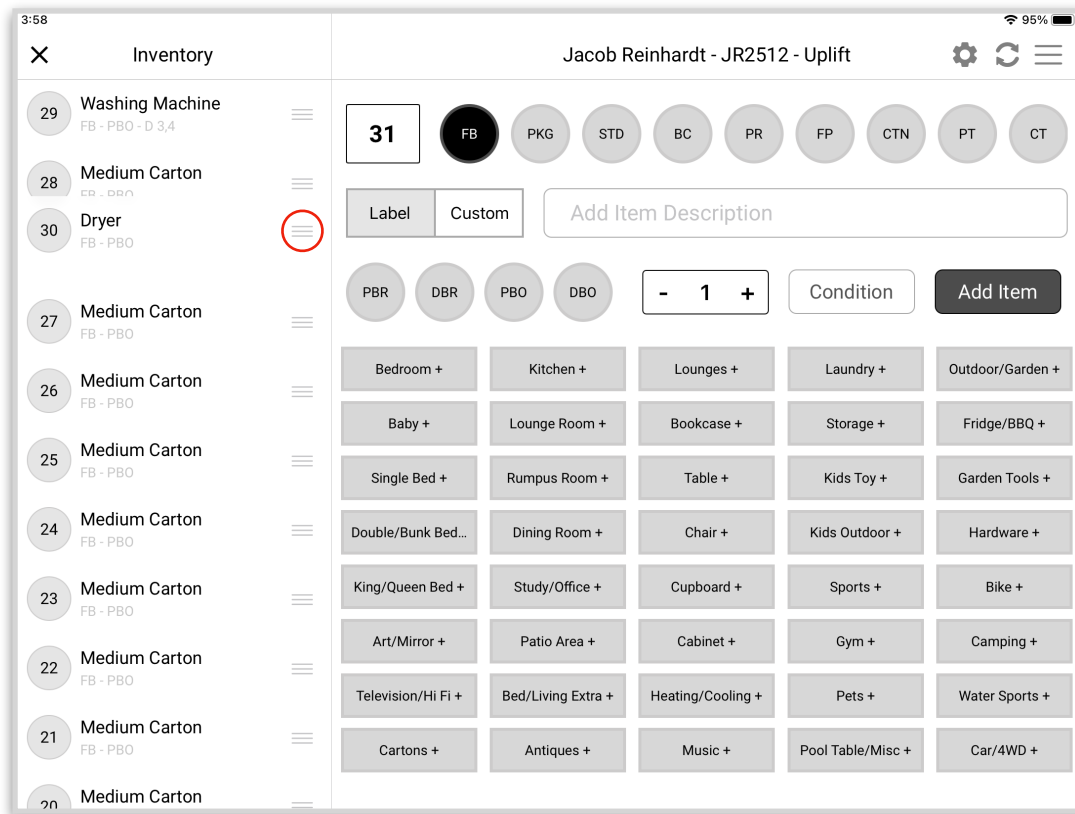 3:58
95%
Inventory
Jacob Reinhardt - JR2512 - Uplift
29
Washing Machine
FB - PBO - D 3,4
28
Medium Carton
FB - PBO
30
Dryer
FB - PBO
27
Medium Carton
FB - PBO
26
Medium Carton
FB - PBO
25
Medium Carton
FB - PBO
24
Medium Carton
FB - PBO
23
Medium Carton
FB - PBO
22
Medium Carton
FB - PBO
21
Medium Carton
FB - PBO
20
Medium Carton
31
FB PKG STD BC PR FP CTN PT CT
Label Custom Add Item Description
PBR DBR PBO DBO - 1 + Condition Add Item
Bedroom + Kitchen + Lounges + Laundry + Outdoor/Garden +
Baby + Lounge Room + Bookcase + Storage + Fridge/BBQ +
Single Bed + Rumpus Room + Table + Kids Toy + Garden Tools +
Double/Bunk Bed... Dining Room + Chair + Kids Outdoor + Hardware +
King/Queen Bed + Study/Office + Cupboard + Sports + Bike +
Art/Mirror + Patio Area + Cabinet + Gym + Camping +
Television/Hi Fi + Bed/Living Extra + Heating/Cooling + Pets + Water Sports +
Cartons + Antiques + Music + Pool Table/Misc + Car/4WD +